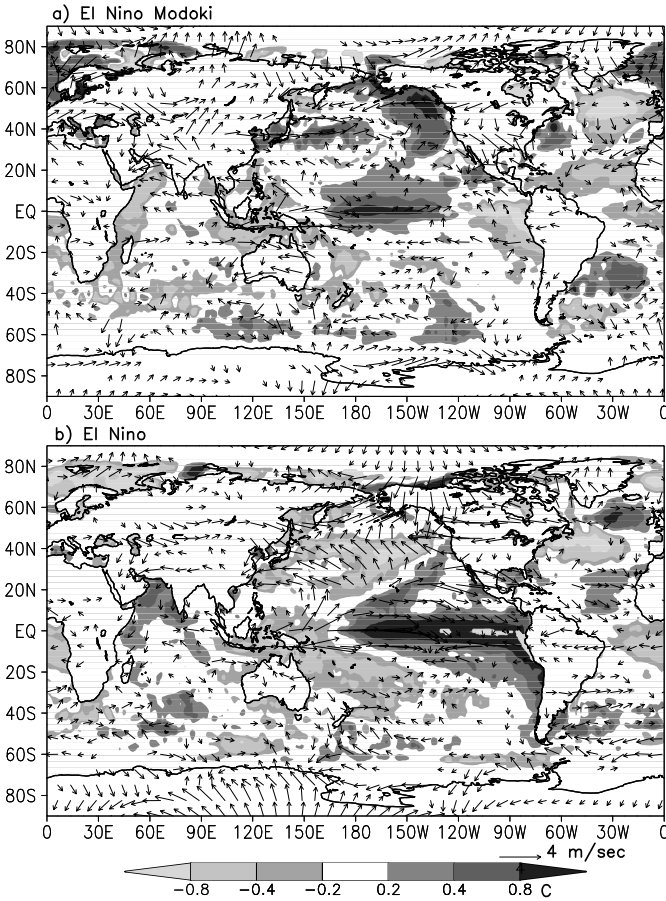 a) El Nino Modoki
80N
60N
40N
20N
EQ
20S
40S
60S
80S
0 30E 60E 90E 120E 150E 180 150W 120W 90W 60W 30W 0
b) El Nino
80N
60N
40N
20N
EQ
20S
40S
60S
80S
0 30E 60E 90E 120E 150E 180 150W 120W 90W 60W 30W 0
4 m/sec
-0.8 -0.4 -0.2 0.2 0.4 0.8 C